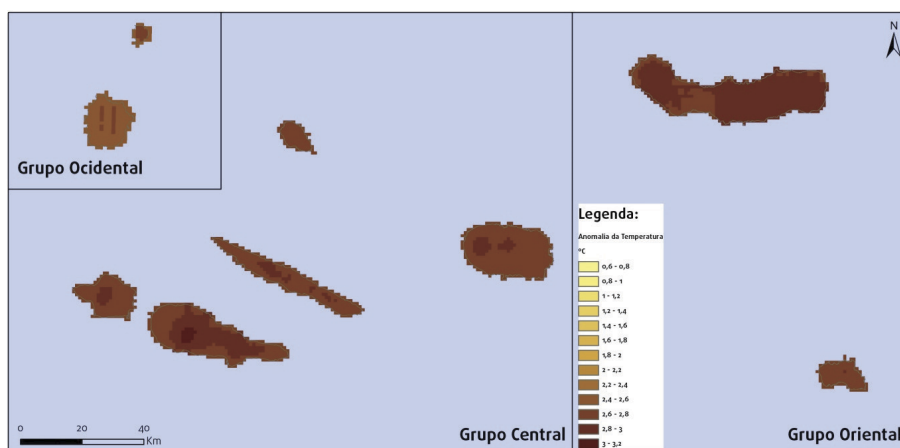 N
Grupo Ocidental
Legenda:
Anomalia da Temperatura
ºC
0,6 - 0,8
0,8 - 1
1 - 1,2
1,2 - 1,4
1,4 - 1,6
1,6 - 1,8
1,8 - 2
2 - 2,2
2,2 - 2,4
2,4 - 2,6
2,6 - 2,8
2,8 - 3
3 - 3,2
0 20 40
Km
Grupo Central
Grupo Oriental